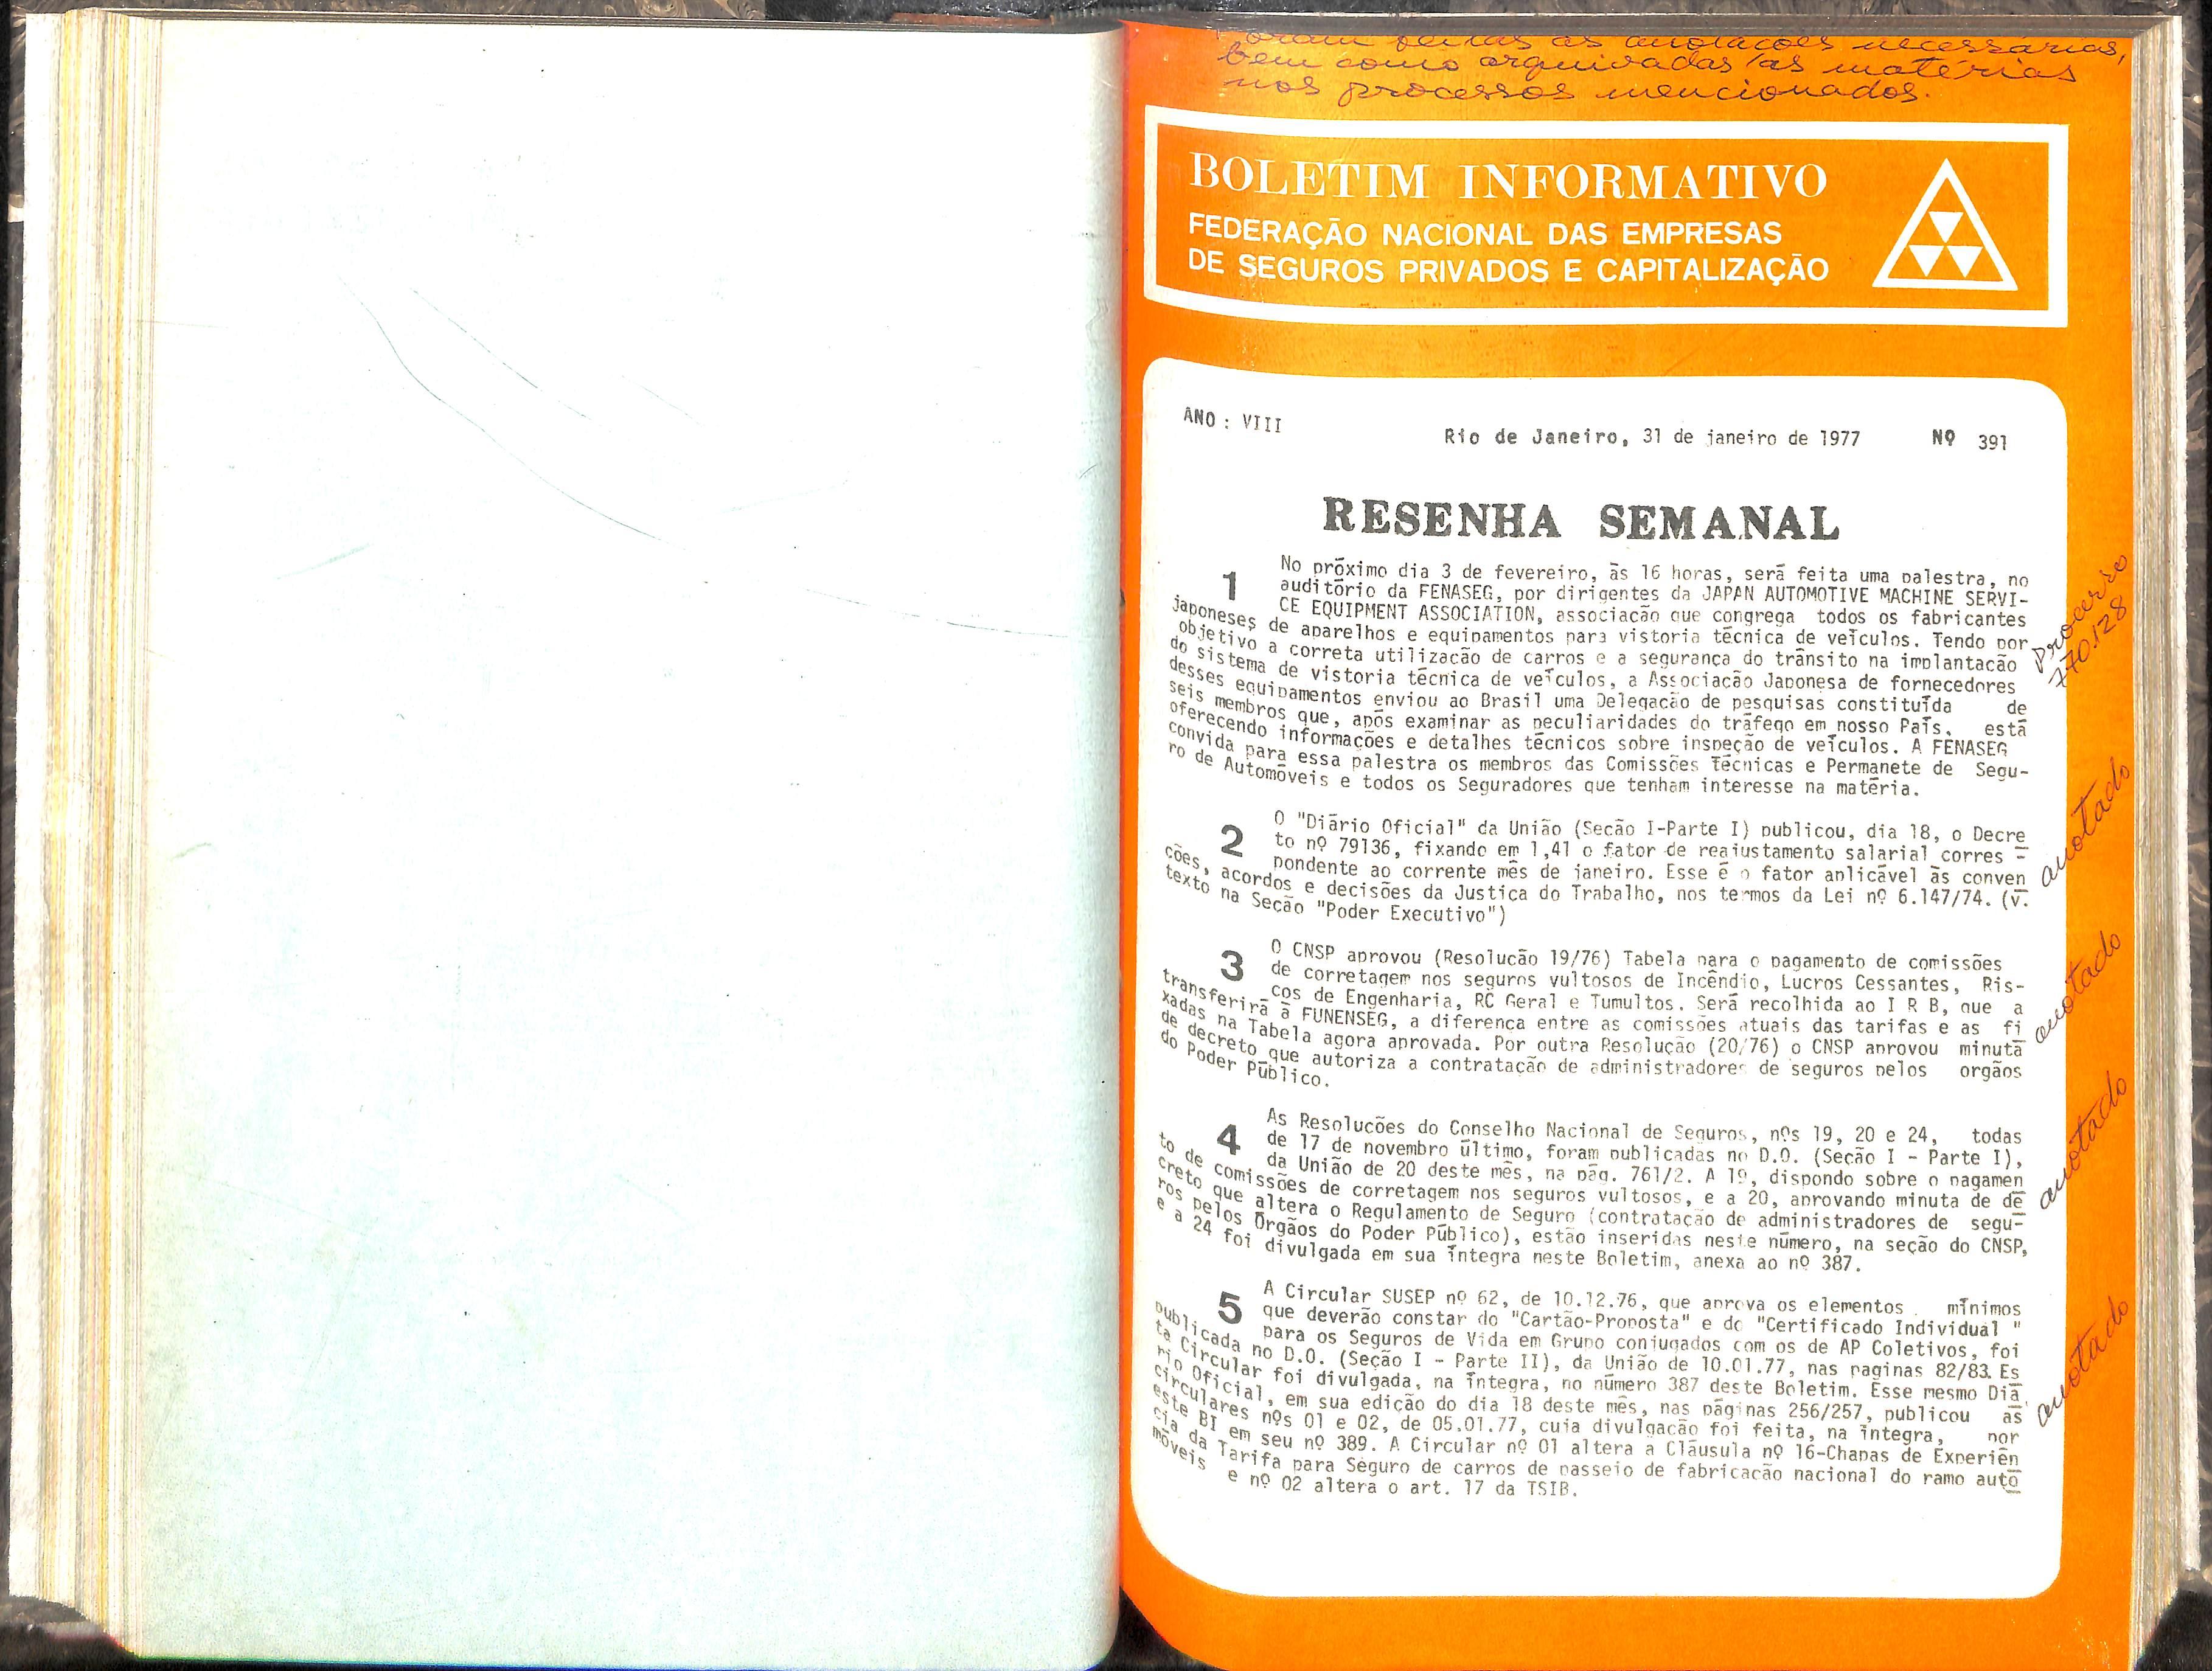 Foram feitas as anotações necessárias,
bem como arquivadas as matérias
nos processos mencionados.
BOLETIM INFORMATIVO
FEDERAÇÃO NACIONAL DAS EMPRESAS
DE SEGUROS PRIVADOS E CAPITALIZAÇÃO
ANO : VIII Rio de Janeiro, 31 de janeiro de 1977 Nº 391
RESENHA SEMANAL
1 No próximo dia 3 de fevereiro, às 16 horas, será feita uma palestra, no
auditório da FENASEG, por dirigentes da JAPAN AUTOMOTIVE MACHINE SERVI-
CE EQUIPMENT ASSOCIATION, associação que congrega todos os fabricantes
japoneses de aparelhos e equipamentos para vistoria técnica de veículos. Tendo por
objetivo a correta utilização de carros e a segurança do trânsito na implantação
do sistema de vistoria técnica de veículos, a Associação Japonesa de fornecedores
desses equipamentos enviou ao Brasil uma Delegação de pesquisas constituída de
seis membros que, após examinar as peculiaridades do tráfego em nosso País, está
oferecendo informações e detalhes técnicos sobre inspeção de veículos. A FENASEG
convida para essa palestra os membros das Comissões Técnicas e Permanete de Segu-
ro de Automóveis e todos os Seguradores que tenham interesse na matéria.
processo
770.128
2 O "Diário Oficial" da União (Seção I-Parte I) publicou, dia 18, o Decre
to nº 79136, fixando em 1,41 o fator de reajustamento salarial corres -
pondente ao corrente mês de janeiro. Esse é o fator aplicável às conven
ções, acordos e decisões da Justiça do Trabalho, nos termos da Lei nº 6.147/74. (v.
texto na Seção "Poder Executivo")
anotado
3 O CNSP aprovou (Resolução 19/76) Tabela para o pagamento de comissões
de corretagem nos seguros vultosos de Incêndio, Lucros Cessantes, Ris-
cos de Engenharia, RC Geral e Tumultos. Será recolhida ao I R B, que a
transferirá à FUNENSEG, a diferença entre as comissões atuais das tarifas e as fi
xadas na Tabela agora aprovada. Por outra Resolução (20/76) o CNSP aprovou minuta
de decreto que autoriza a contratação de administradores de seguros pelos orgãos
do Poder Público.
anotado
4 As Resoluções do Conselho Nacional de Seguros, nºs 19, 20 e 24, todas
de 17 de novembro último, foram publicadas no D.O. (Seção I - Parte I),
da União de 20 deste mês, na pág. 761/2. A 19, dispondo sobre o pagamen
to de comissões de corretagem nos seguros vultosos, e a 20, aprovando minuta de de
creto que altera o Regulamento de Seguro (contratação de administradores de segu-
ros pelos Órgãos do Poder Público), estão inseridas neste número, na seção do CNSP,
e a 24 foi divulgada em sua íntegra neste Boletim, anexa ao nº 387.
anotado
5 A Circular SUSEP nº 62, de 10.12.76, que aprova os elementos mínimos
que deverão constar do "Cartão-Proposta" e do "Certificado Individual "
para os Seguros de Vida em Grupo conjugados com os de AP Coletivos, foi
publicada no D.O. (Seção I - Parte II), da União de 10.01.77, nas paginas 82/83. Es
ta Circular foi divulgada, na íntegra, no número 387 deste Boletim. Esse mesmo Diá
rio Oficial, em sua edição do dia 18 deste mês, nas páginas 256/257, publicou as
circulares nºs 01 e 02, de 05.01.77, cuja divulgação foi feita, na íntegra, por
este BI em seu nº 389. A Circular nº 01 altera a Cláusula nº 16-Chapas de Experiên
cia da Tarifa para Seguro de carros de passeio de fabricação nacional do ramo auto
móveis e nº 02 altera o art. 17 da TSIB.
anotado